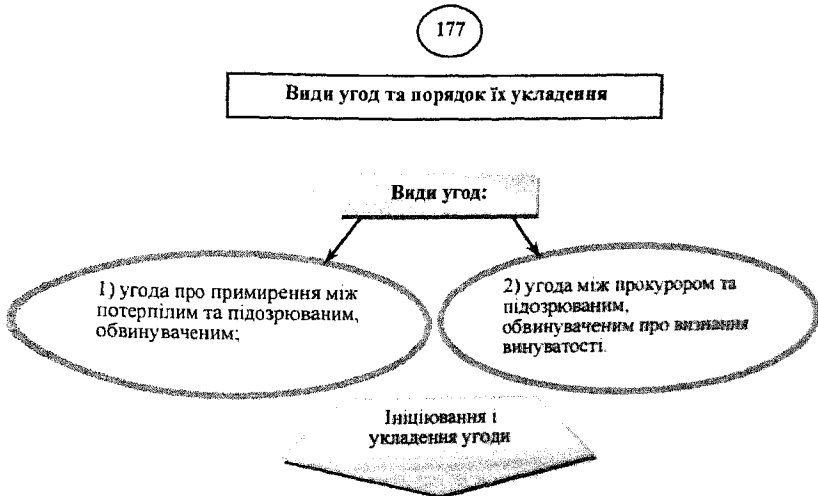 177
Види угод та порядок їх укладення
Види угод:
1) угода про примирення між
потерпілим та підозрюваним,
обвинуваченим;
2) угода між прокурором та
підозрюваним,
обвинуваченим про визнання
винуватості.
Ініціювання і
укладення угоди